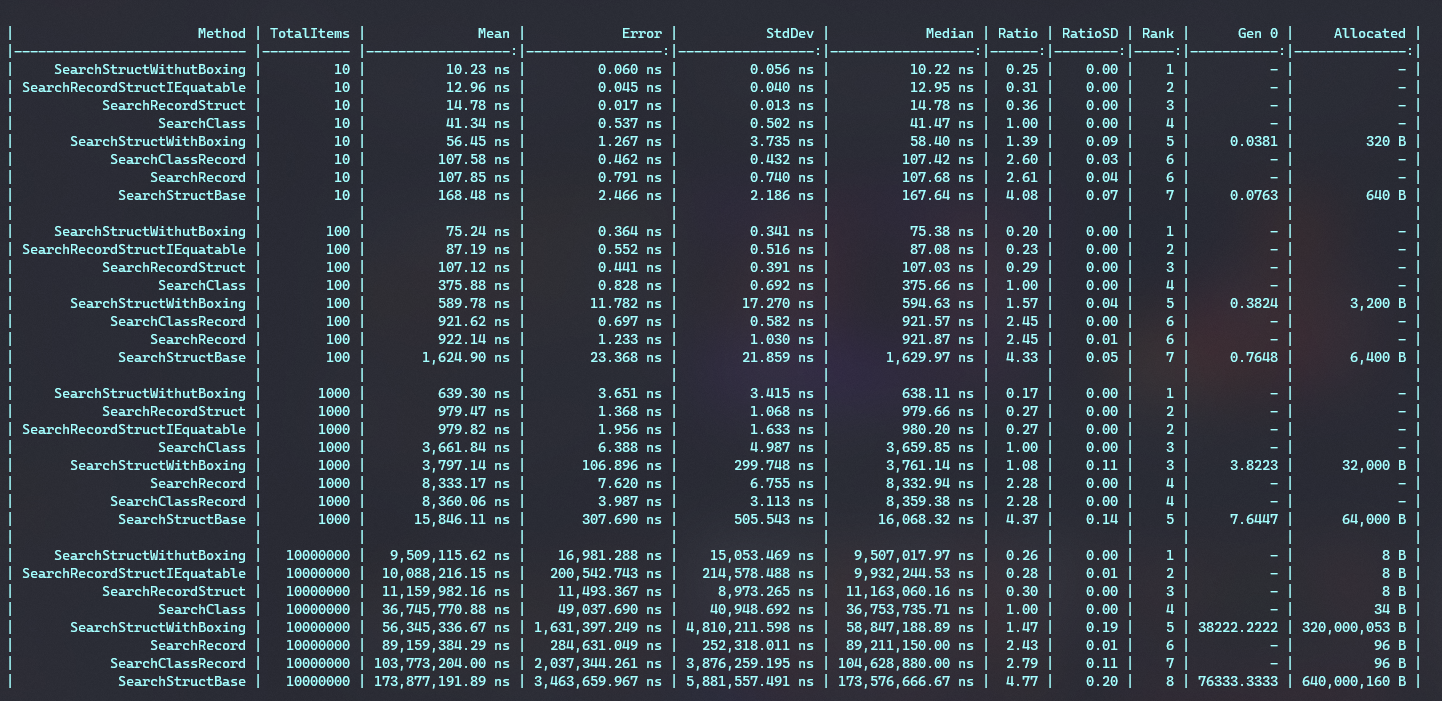 | Method | TotalItems | Mean | Error | StdDev | Median | Ratio | RatioSD | Rank | Gen 0 | Allocated |
|---------------------------- |----------- |------------------:|-----------------:|----------------:|------------------:|------:|--------:|-----:|-----------:|--------------:|
| SearchStructWithutBoxing | 10 | 10.23 ns | 0.060 ns | 0.056 ns | 10.22 ns | 0.25 | 0.00 | 1 | - | - |
| SearchRecordStructIEquatable | 10 | 12.96 ns | 0.045 ns | 0.040 ns | 12.95 ns | 0.31 | 0.00 | 2 | - | - |
| SearchRecordStruct | 10 | 14.78 ns | 0.017 ns | 0.013 ns | 14.78 ns | 0.36 | 0.00 | 3 | - | - |
| SearchClass | 10 | 41.34 ns | 0.537 ns | 0.502 ns | 41.47 ns | 1.00 | 0.00 | 4 | - | - |
| SearchStructWithBoxing | 10 | 56.45 ns | 1.267 ns | 3.735 ns | 58.40 ns | 1.39 | 0.09 | 5 | 0.0381 | 320 B |
| SearchClassRecord | 10 | 107.58 ns | 0.462 ns | 0.432 ns | 107.42 ns | 2.60 | 0.03 | 6 | - | - |
| SearchRecord | 10 | 107.85 ns | 0.791 ns | 0.740 ns | 107.68 ns | 2.61 | 0.04 | 6 | - | - |
| SearchStructBase | 10 | 168.48 ns | 2.466 ns | 2.186 ns | 167.64 ns | 4.08 | 0.07 | 7 | 0.0763 | 640 B |
| | | | | | | | | | | |
| SearchStructWithutBoxing | 100 | 75.24 ns | 0.364 ns | 0.341 ns | 75.38 ns | 0.20 | 0.00 | 1 | - | - |
| SearchRecordStructIEquatable | 100 | 87.19 ns | 0.552 ns | 0.516 ns | 87.08 ns | 0.23 | 0.00 | 2 | - | - |
| SearchRecordStruct | 100 | 107.12 ns | 0.441 ns | 0.391 ns | 107.03 ns | 0.29 | 0.00 | 3 | - | - |
| SearchClass | 100 | 375.88 ns | 0.828 ns | 0.692 ns | 375.66 ns | 1.00 | 0.00 | 4 | - | - |
| SearchStructWithBoxing | 100 | 589.78 ns | 11.782 ns | 17.270 ns | 594.63 ns | 1.57 | 0.04 | 5 | 0.3824 | 3,200 B |
| SearchClassRecord | 100 | 921.62 ns | 0.697 ns | 0.582 ns | 921.57 ns | 2.45 | 0.00 | 6 | - | - |
| SearchRecord | 100 | 922.14 ns | 1.233 ns | 1.030 ns | 921.87 ns | 2.45 | 0.01 | 6 | - | - |
| SearchStructBase | 100 | 1,624.90 ns | 23.368 ns | 21.859 ns | 1,629.97 ns | 4.33 | 0.05 | 7 | 0.7648 | 6,400 B |
| | | | | | | | | | | |
| SearchStructWithutBoxing | 1000 | 639.30 ns | 3.651 ns | 3.415 ns | 638.11 ns | 0.17 | 0.00 | 1 | - | - |
| SearchRecordStruct | 1000 | 979.47 ns | 1.368 ns | 1.068 ns | 979.66 ns | 0.27 | 0.00 | 2 | - | - |
| SearchRecordStructIEquatable | 1000 | 979.82 ns | 1.956 ns | 1.633 ns | 980.20 ns | 0.27 | 0.00 | 2 | - | - |
| SearchClass | 1000 | 3,661.84 ns | 6.388 ns | 4.987 ns | 3,659.85 ns | 1.00 | 0.00 | 3 | - | - |
| SearchStructWithBoxing | 1000 | 3,797.14 ns | 106.896 ns | 299.748 ns | 3,761.14 ns | 1.08 | 0.11 | 3 | 3.8223 | 32,000 B |
| SearchRecord | 1000 | 8,333.17 ns | 7.620 ns | 6.755 ns | 8,332.94 ns | 2.28 | 0.00 | 4 | - | - |
| SearchClassRecord | 1000 | 8,360.06 ns | 3.987 ns | 3.113 ns | 8,359.38 ns | 2.28 | 0.00 | 4 | - | - |
| SearchStructBase | 1000 | 15,846.11 ns | 307.690 ns | 505.543 ns | 16,068.32 ns | 4.37 | 0.14 | 5 | 7.6447 | 64,000 B |
| | | | | | | | | | | |
| SearchStructWithutBoxing | 10000000 | 9,509,115.62 ns | 16,981.288 ns | 15,053.469 ns | 9,507,017.97 ns | 0.26 | 0.00 | 1 | - | 8 B |
| SearchRecordStructIEquatable | 10000000 | 10,088,216.15 ns | 200,542.743 ns | 214,578.488 ns | 9,932,244.53 ns | 0.28 | 0.01 | 2 | - | 8 B |
| SearchRecordStruct | 10000000 | 11,159,982.16 ns | 11,493.367 ns | 8,973.265 ns | 11,163,060.16 ns | 0.30 | 0.00 | 3 | - | 8 B |
| SearchClass | 10000000 | 36,745,770.88 ns | 49,037.690 ns | 40,948.692 ns | 36,753,735.71 ns | 1.00 | 0.00 | 4 | - | 34 B |
| SearchStructWithBoxing | 10000000 | 56,345,336.67 ns | 1,631,397.249 ns | 4,810,211.598 ns | 58,847,188.89 ns | 1.47 | 0.19 | 5 | 38222.2222 | 320,000,053 B |
| SearchRecord | 10000000 | 89,159,384.29 ns | 284,631.049 ns | 252,318.011 ns | 89,211,150.00 ns | 2.43 | 0.01 | 6 | - | 96 B |
| SearchClassRecord | 10000000 | 103,773,204.00 ns | 2,037,344.261 ns | 3,876,259.195 ns | 104,628,880.00 ns | 2.79 | 0.11 | 7 | - | 96 B |
| SearchStructBase | 10000000 | 173,877,191.89 ns | 3,463,659.967 ns | 5,881,557.491 ns | 173,576,666.67 ns | 4.77 | 0.20 | 8 | 76333.3333 | 640,000,160 B |